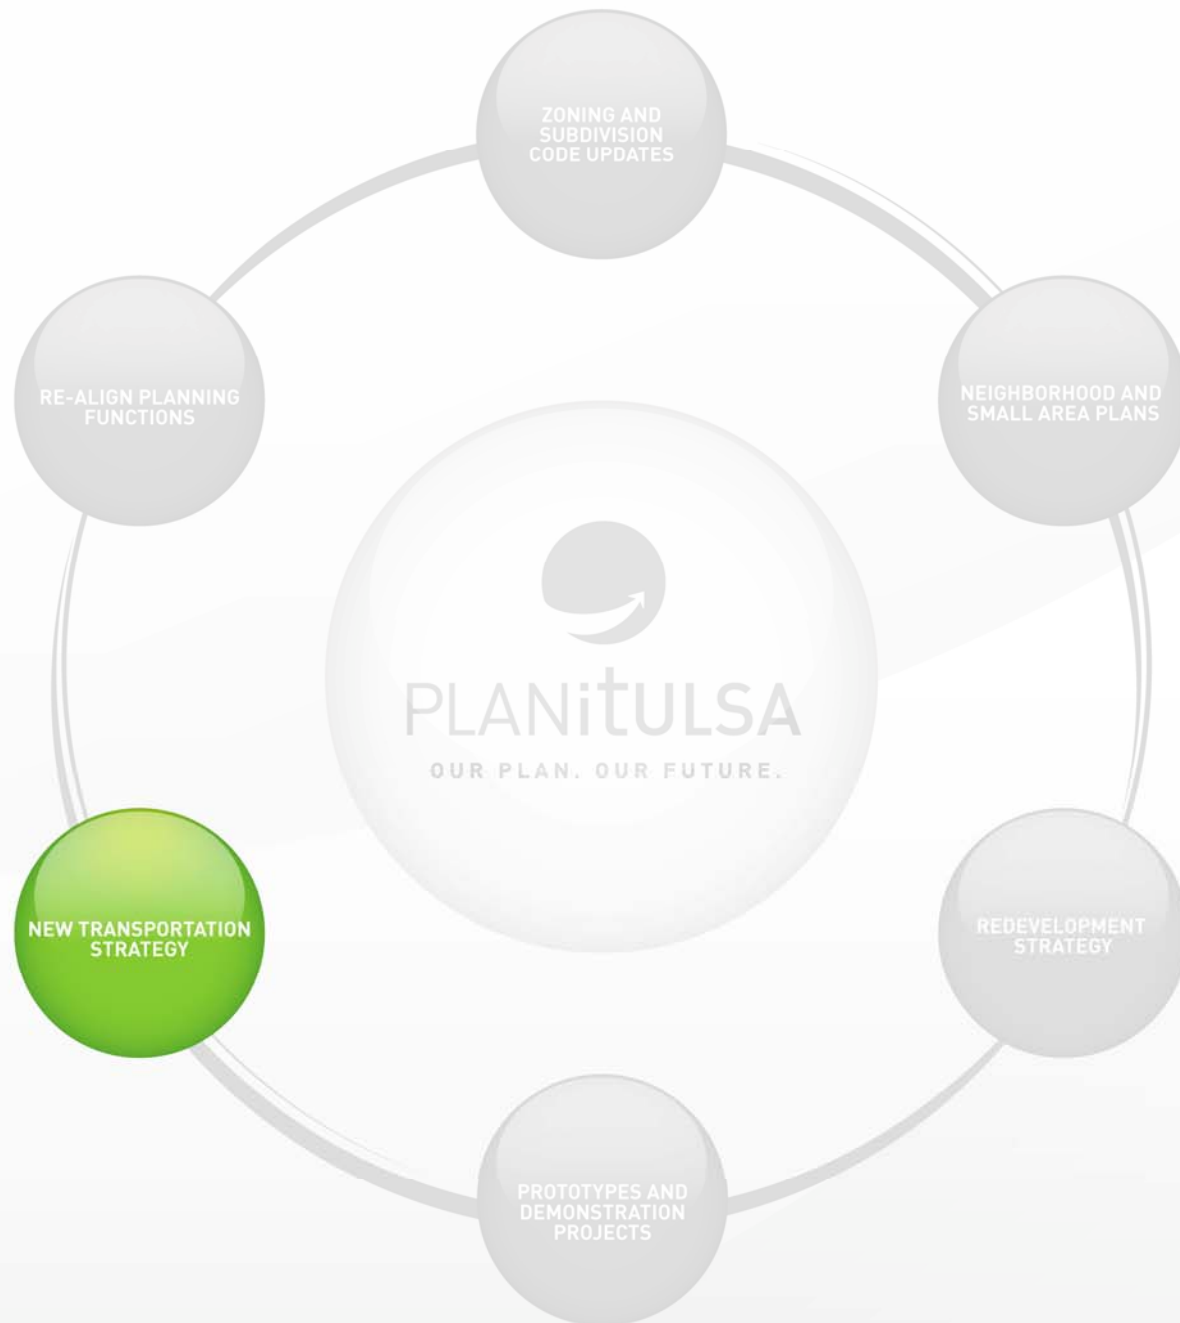 ZONING AND
SUBDIVISION
CODE UPDATES
RE-ALIGN PLANNING
FUNCTIONS
NEIGHBORHOOD AND
SMALL AREA PLANS
PLANiTULSA
OUR PLAN. OUR FUTURE.
NEW TRANSPORTATION
STRATEGY
REDEVELOPMENT
STRATEGY
PROTOTYPES AND
DEMONSTRATION
PROJECTS